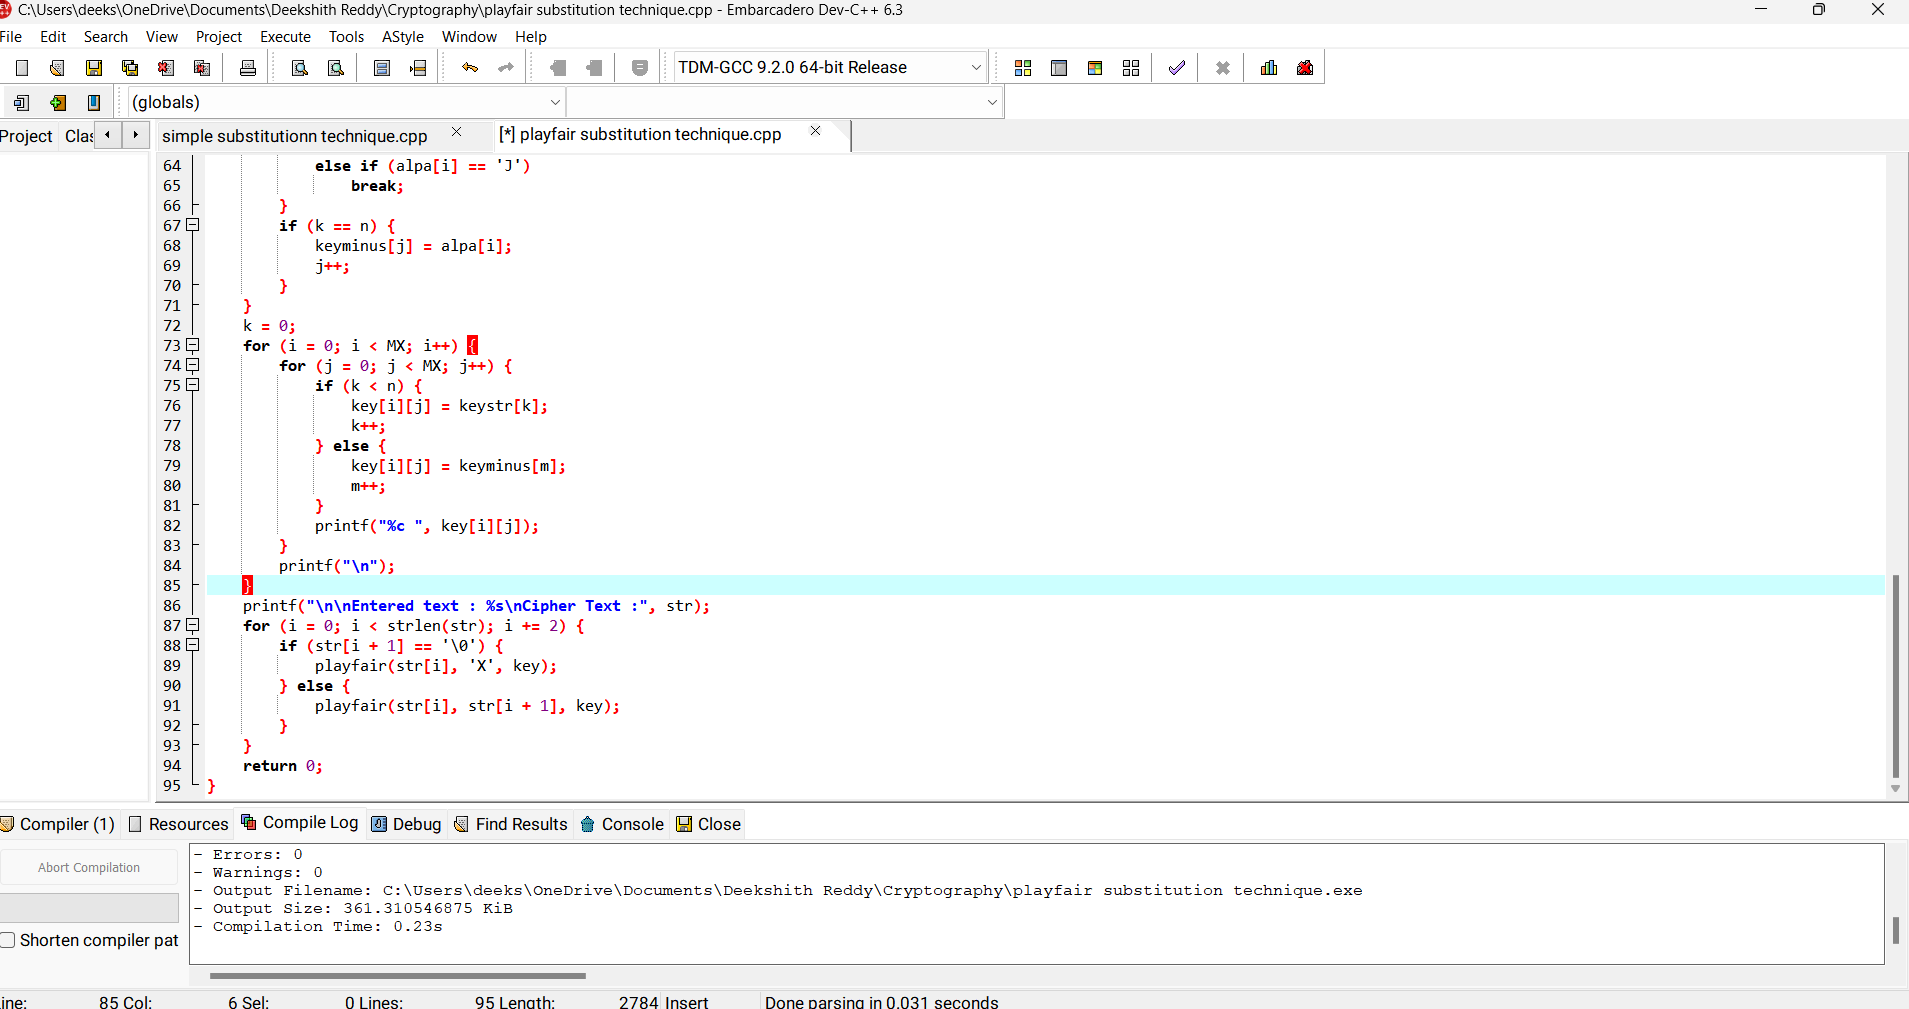 C:\Users\deeks\OneDrive\Documents\Deekshith Reddy\Cryptography\playfair substitution technique.cpp - Embarcadero Dev-C++ 6.3
File Edit Search View Project Execute Tools AStyle Window Help
TDM-GCC 9.2.0 64-bit Release
(globals)
Project Clas simple substitutionn technique.cpp [*] playfair substitution technique.cpp
64 else if (alpa[i] == 'J')
65 break;
66 }
67 if (k == n) {
68 keyminus[j] = alpa[i];
69 j++;
70 }
71 }
72 k = 0;
73 for (i = 0; i < MX; i++) {
74 for (j = 0; j < MX; j++) {
75 if (k < n) {
76 key[i][j] = keystr[k];
77 k++;
78 } else {
79 key[i][j] = keyminus[m];
80 m++;
81 }
82 printf("%c ", key[i][j]);
83 }
84 printf("\n");
85 }
86 printf("\n\nEntered text : %s\nCipher Text :", str);
87 for (i = 0; i < strlen(str); i += 2) {
88 if (str[i + 1] == '\0') {
89 playfair(str[i], 'X', key);
90 } else {
91 playfair(str[i], str[i + 1], key);
92 }
93 }
94 return 0;
95 }
Compiler (1) Resources Compile Log Debug Find Results Console Close
Abort Compilation
Shorten compiler pat
- Errors: 0
- Warnings: 0
- Output Filename: C:\Users\deeks\OneDrive\Documents\Deekshith Reddy\Cryptography\playfair substitution technique.exe
- Output Size: 361.310546875 KiB
- Compilation Time: 0.23s
ine: 85 Col: 6 Sel: 0 Lines: 95 Length: 2784 Insert Done parsing in 0.031 seconds